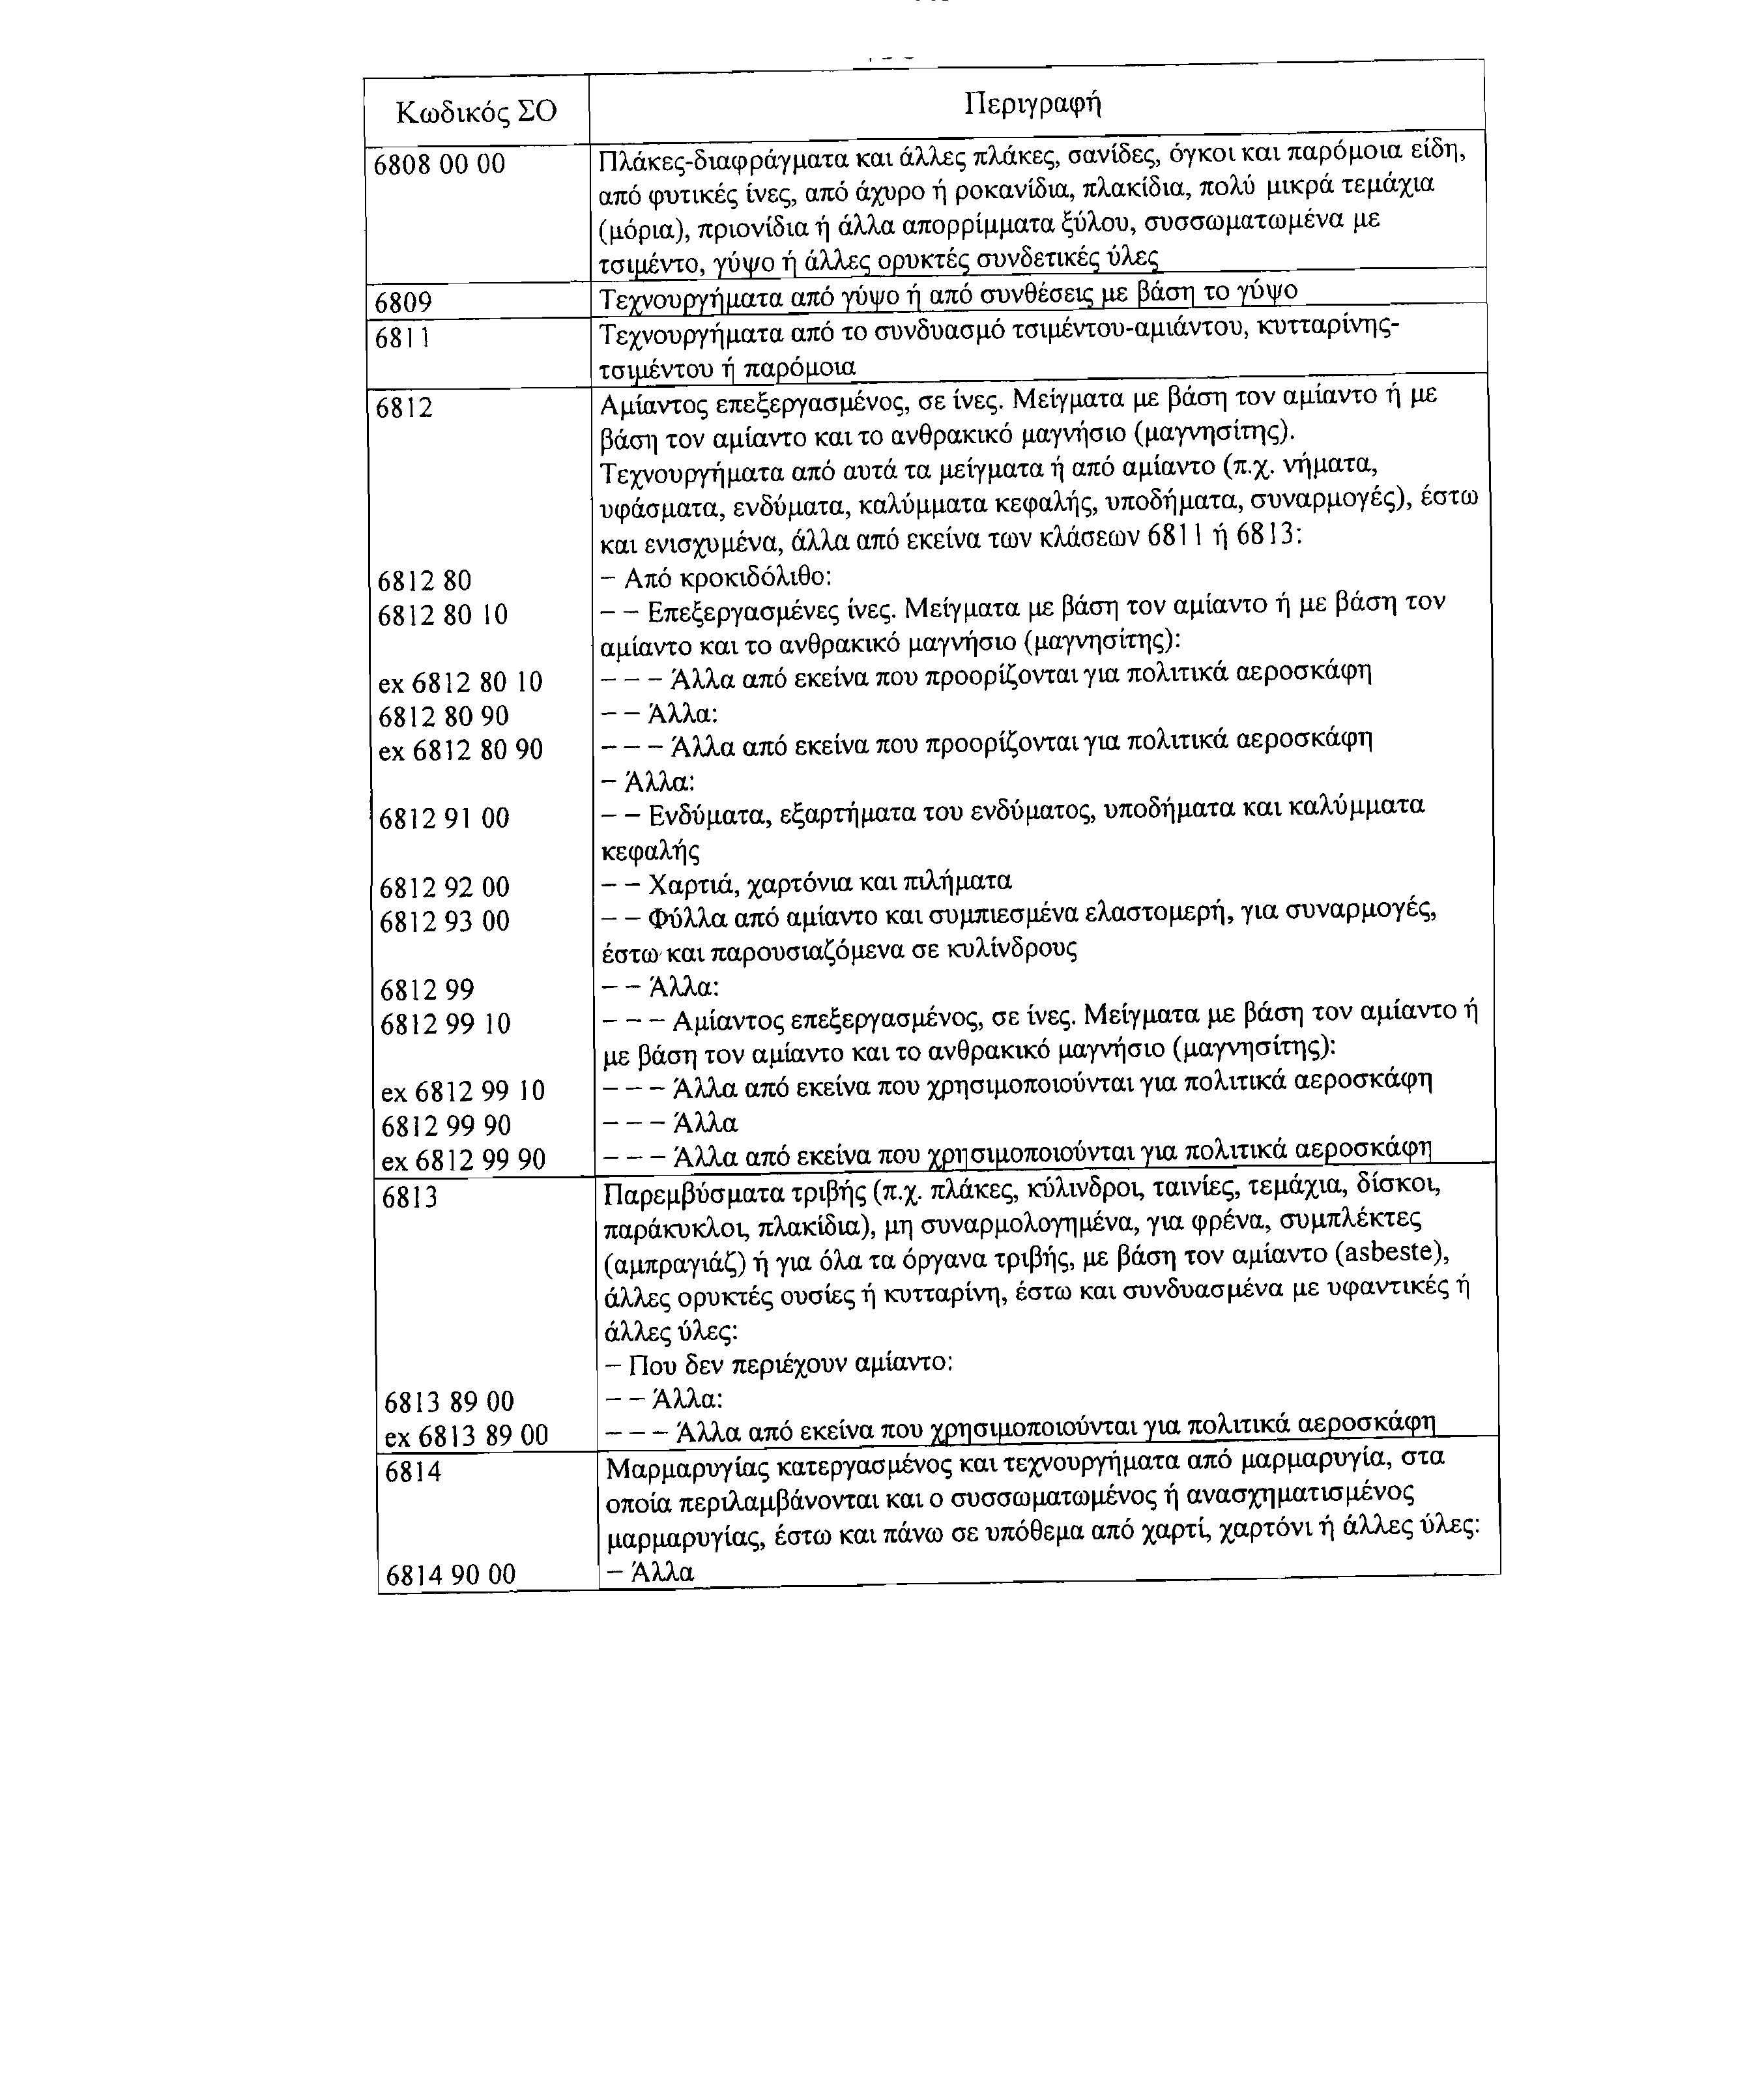 Κωδικός ΣΟ Περιγραφή
6808 00 00 Πλάκες-διαφράγματα και άλλες πλάκες, σανίδες, όγκοι και παρόμοια είδη,
από φυτικές ίνες, από άχυρο ή ροκανίδια, πλακίδια, πολύ μικρά τεμάχια
(μόρια), πριονίδια ή άλλα απορρίμματα ξύλου, συσσωματωμένα με
τσιμέντο, γύψο ή άλλες ορυκτές συνδετικές ύλες
6809 Τεχνουργήματα από γύψο ή από συνθέσεις με βάση το γύψο
6811 Τεχνουργήματα από το συνδυασμό τσιμέντου-αμιάντου, κυτταρίνης-
τσιμέντου ή παρόμοια
6812 Αμίαντος επεξεργασμένος, σε ίνες. Μείγματα με βάση τον αμίαντο ή με
βάση τον αμίαντο και το ανθρακικό μαγνήσιο (μαγνησίτης).
Τεχνουργήματα από αυτά τα μείγματα ή από αμίαντο (π.χ. νήματα,
υφάσματα, ενδύματα, καλύμματα κεφαλής, υποδήματα, συναρμογές), έστω
και ενισχυμένα, άλλα από εκείνα των κλάσεων 6811 ή 6813:
6812 80 – Από κροκιδόλιθο:
6812 80 10 – – Επεξεργασμένες ίνες. Μείγματα με βάση τον αμίαντο ή με βάση τον
αμίαντο και το ανθρακικό μαγνήσιο (μαγνησίτης):
ex 6812 80 10 – – – Άλλα από εκείνα που προορίζονται για πολιτικά αεροσκάφη
6812 80 90 – – Άλλα:
ex 6812 80 90 – – – Άλλα από εκείνα που προορίζονται για πολιτικά αεροσκάφη
– Άλλα:
6812 91 00 – – Ενδύματα, εξαρτήματα του ενδύματος, υποδήματα και καλύμματα
κεφαλής
6812 92 00 – – Χαρτιά, χαρτόνια και πιλήματα
6812 93 00 – – Φύλλα από αμίαντο και συμπιεσμένα ελαστομερή, για συναρμογές,
έστω και παρουσιαζόμενα σε κυλίνδρους
6812 99 – – Άλλα:
6812 99 10 – – – Αμίαντος επεξεργασμένος, σε ίνες. Μείγματα με βάση τον αμίαντο ή
με βάση τον αμίαντο και το ανθρακικό μαγνήσιο (μαγνησίτης):
ex 6812 99 10 – – – Άλλα από εκείνα που χρησιμοποιούνται για πολιτικά αεροσκάφη
6812 99 90 – – – Άλλα
ex 6812 99 90 – – – Άλλα από εκείνα που χρησιμοποιούνται για πολιτικά αεροσκάφη
6813 Παρεμβύσματα τριβής (π.χ. πλάκες, κύλινδροι, ταινίες, τεμάχια, δίσκοι,
παράκυκλοι, πλακίδια), μη συναρμολογημένα, για φρένα, συμπλέκτες
(αμπραγιάζ) ή για όλα τα όργανα τριβής, με βάση τον αμίαντο (asbeste),
άλλες ορυκτές ουσίες ή κυτταρίνη, έστω και συνδυασμένα με υφαντικές ή
άλλες ύλες:
– Που δεν περιέχουν αμίαντο:
6813 89 00 – – Άλλα:
ex 6813 89 00 – – – Άλλα από εκείνα που χρησιμοποιούνται για πολιτικά αεροσκάφη
6814 Μαρμαρυγίας κατεργασμένος και τεχνουργήματα από μαρμαρυγία, στα
οποία περιλαμβάνονται και ο συσσωματωμένος ή ανασχηματισμένος
μαρμαρυγίας, έστω και πάνω σε υπόθεμα από χαρτί, χαρτόνι ή άλλες ύλες:
6814 90 00 – Άλλα